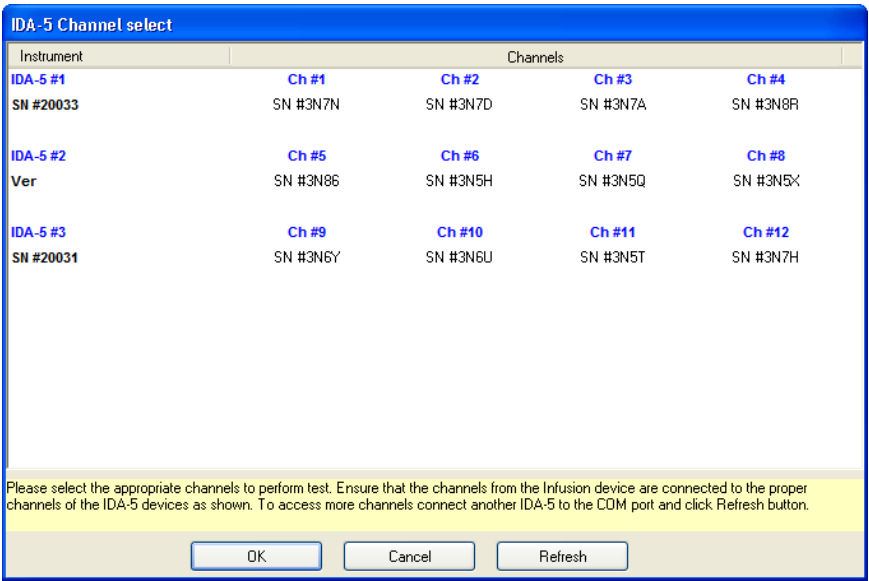 IDA-5 Channel select
Instrument Channels
IDA-5 #1 Ch #1 Ch #2 Ch #3 Ch #4
SN #20033 SN #3N7N SN #3N7D SN #3N7A SN #3N8R
IDA-5 #2 Ch #5 Ch #6 Ch #7 Ch #8
Ver SN #3N86 SN #3N5H SN #3N5Q SN #3N5X
IDA-5 #3 Ch #9 Ch #10 Ch #11 Ch #12
SN #20031 SN #3N6Y SN #3N6U SN #3N5T SN #3N7H
Please select the appropriate channels to perform test. Ensure that the channels from the Infusion device are connected to the proper
channels of the IDA-5 devices as shown. To access more channels connect another IDA-5 to the COM port and click Refresh button.
OK Cancel Refresh